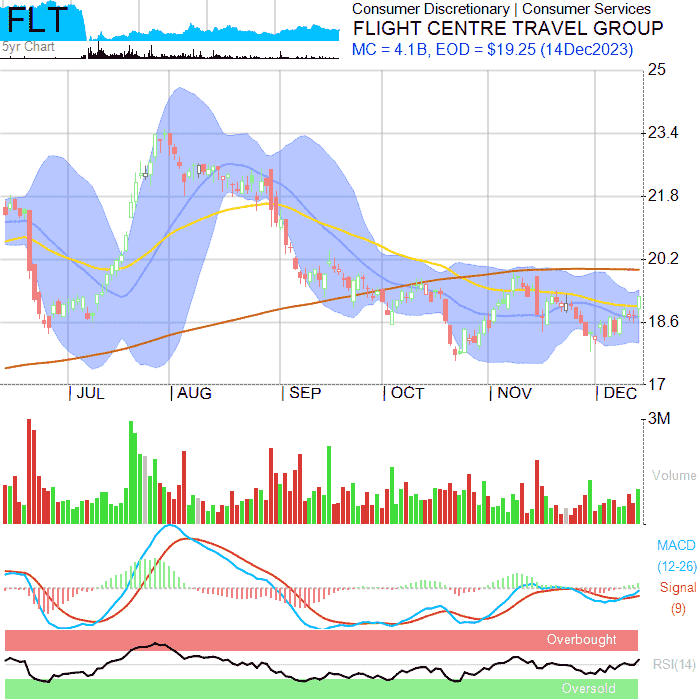 FLT
5yr Chart
Consumer Discretionary | Consumer Services
FLIGHT CENTRE TRAVEL GROUP
MC = 4.1B, EOD = $19.25 (14Dec2023)
25
23.4
21.8
20.2
18.6
17
JUL AUG SEP OCT NOV DEC
3M
Volume
MACD
(12-26)
Signal
(9)
Overbought
RSI(14)
Oversold